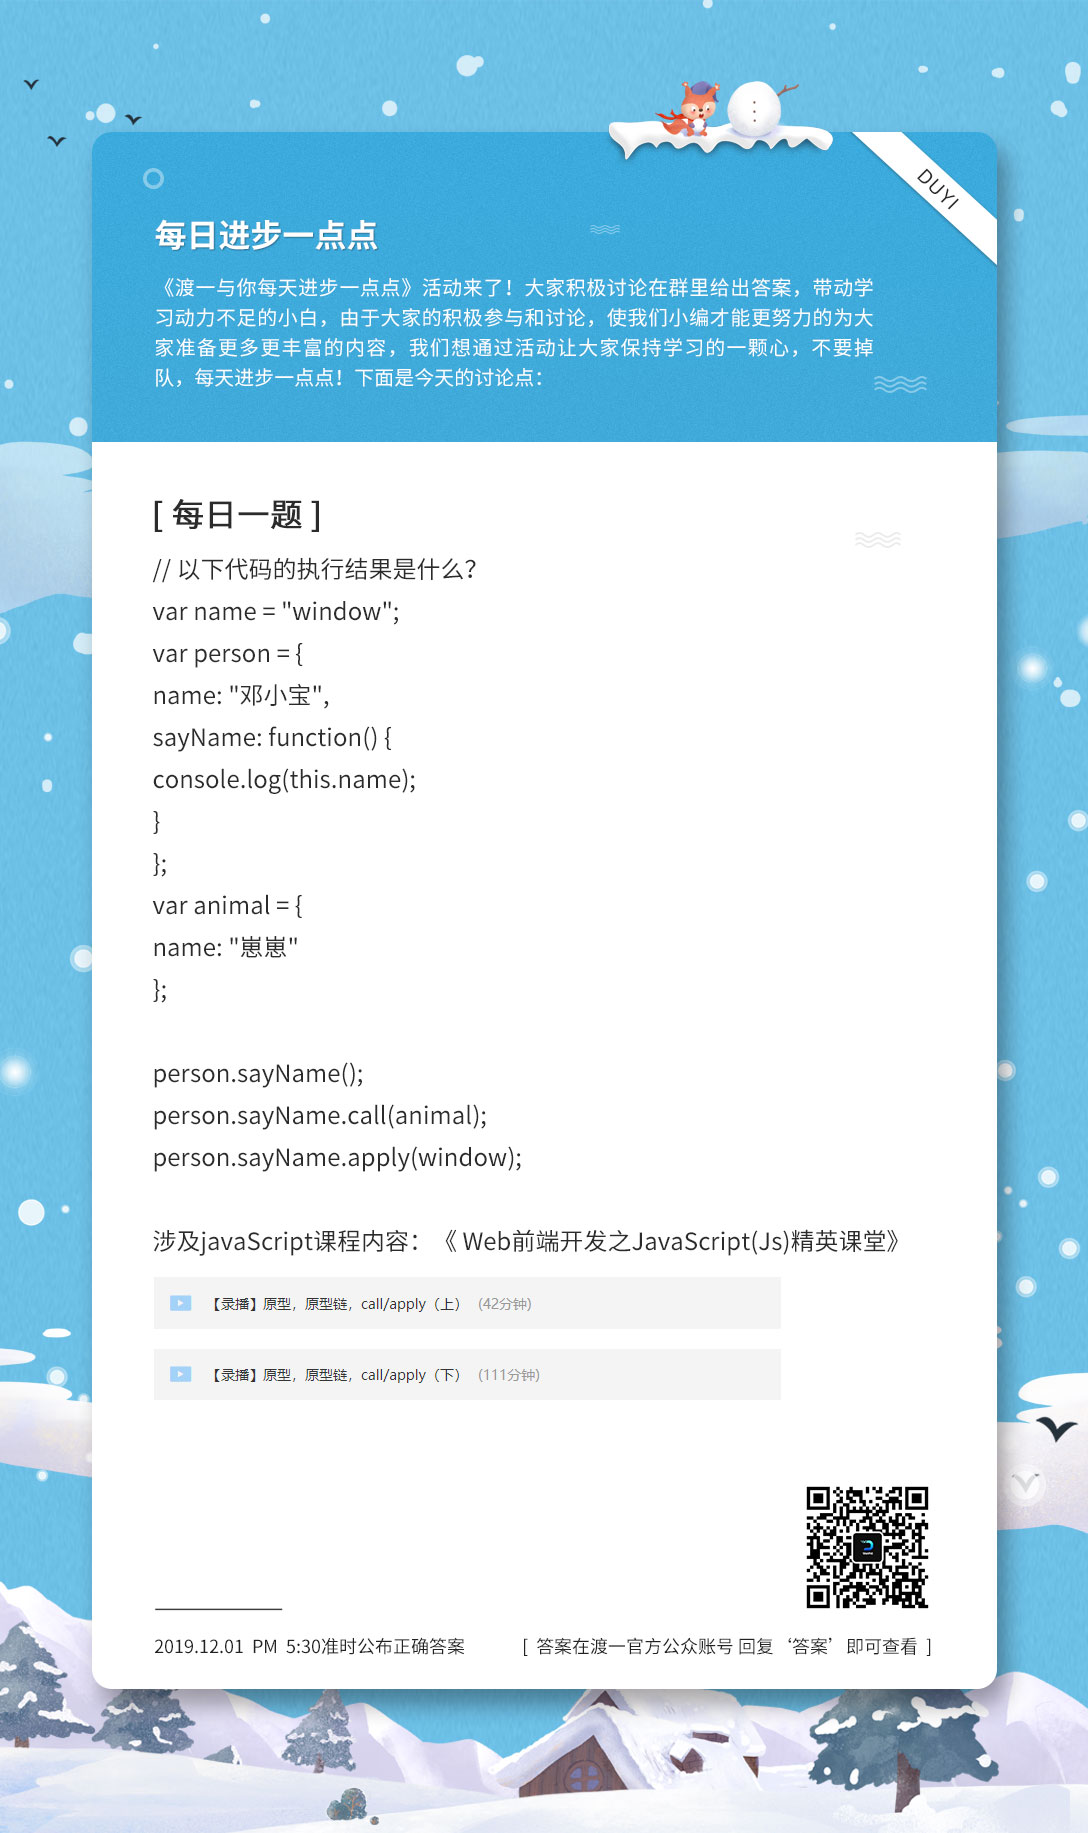 DUYI
每日进步一点点
《渡一与你每天进步一点点》活动来了！大家积极讨论在群里给出答案，带动学
习动力不足的小白，由于大家的积极参与和讨论，使我们小编才能更努力的为大
家准备更多更丰富的内容，我们想通过活动让大家保持学习的一颗心，不要掉
队，每天进步一点点！下面是今天的讨论点：
[ 每日一题 ]
// 以下代码的执行结果是什么？
var name = "window";
var person = {
name: "邓小宝",
sayName: function() {
console.log(this.name);
}
};
var animal = {
name: "崽崽"
};
person.sayName();
person.sayName.call(animal);
person.sayName.apply(window);
涉及javaScript课程内容：《 Web前端开发之JavaScript(Js)精英课堂》
【录播】原型，原型链，call/apply（上） (42分钟)
【录播】原型，原型链，call/apply（下） (111分钟)
2019.12.01 PM 5:30准时公布正确答案 [ 答案在渡一官方公众账号 回复‘答案’即可查看 ]